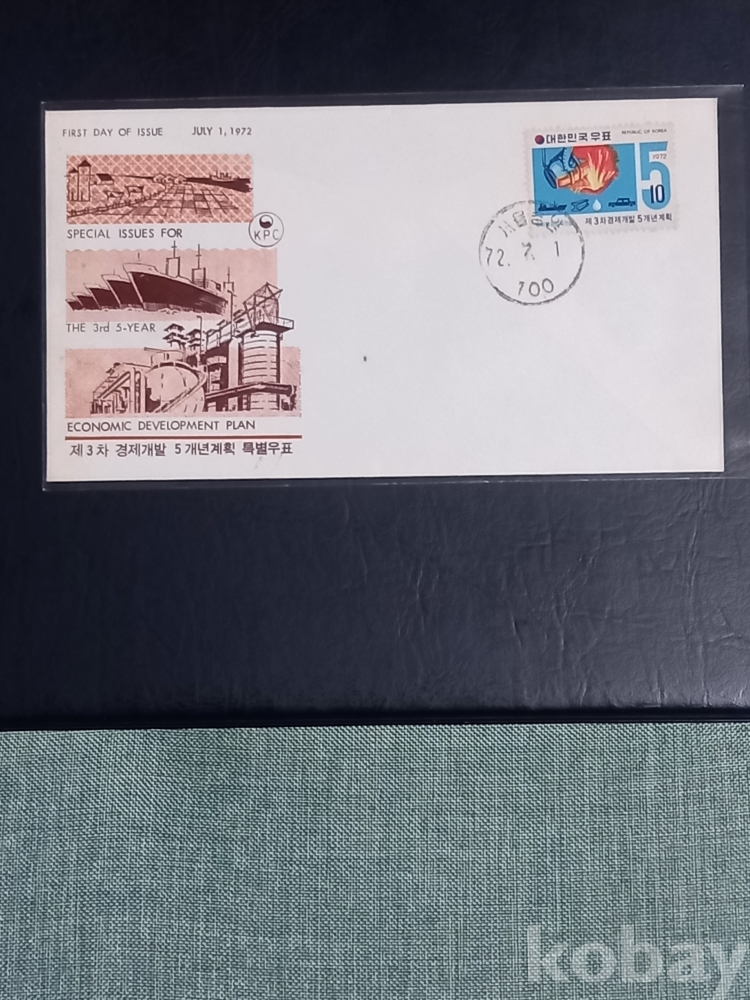 FIRST DAY OF ISSUE JULY 1, 1972
대한민국우표
REPUBLIC OF KOREA
1972
5
10
제3차경제개발 5개년계획
72. 7. 1
100
SPECIAL ISSUES FOR
KPC
THE 3rd 5-YEAR
ECONOMIC DEVELOPMENT PLAN
제3차 경제개발 5개년계획 특별우표
kobay